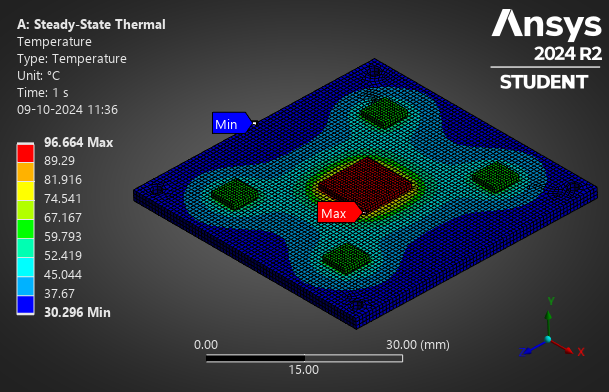 A: Steady-State Thermal
Temperature
Type: Temperature
Unit: °C
Time: 1 s
09-10-2024 11:36
96.664 Max
89.29
81.916
74.541
67.167
59.793
52.419
45.044
37.67
30.296 Min
Ansys
2024 R2
STUDENT
Min
Max
0.00
30.00 (mm)
15.00
Y
Z
X